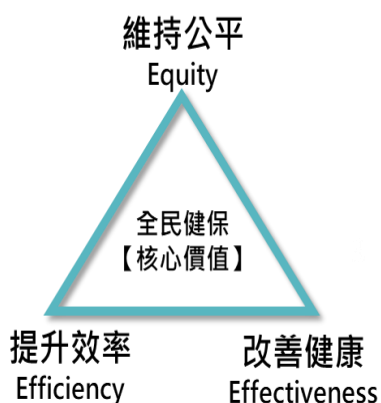 維持公平
Equity
全民健保
【核心價值】
提升效率
Efficiency
改善健康
Effectiveness